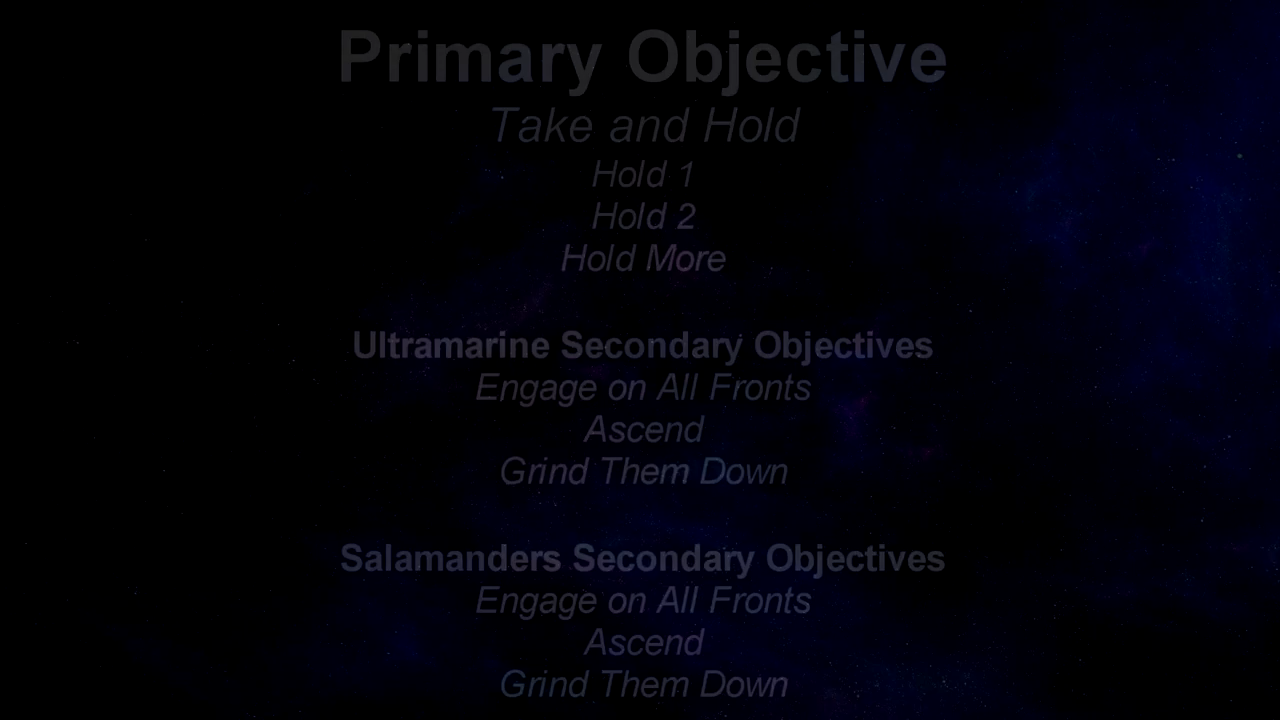 Primary Objective
Take and Hold
Hold 1
Hold 2
Hold More
Ultramarine Secondary Objectives
Engage on All Fronts
Ascend
Grind Them Down
Salamanders Secondary Objectives
Engage on All Fronts
Ascend
Grind Them Down